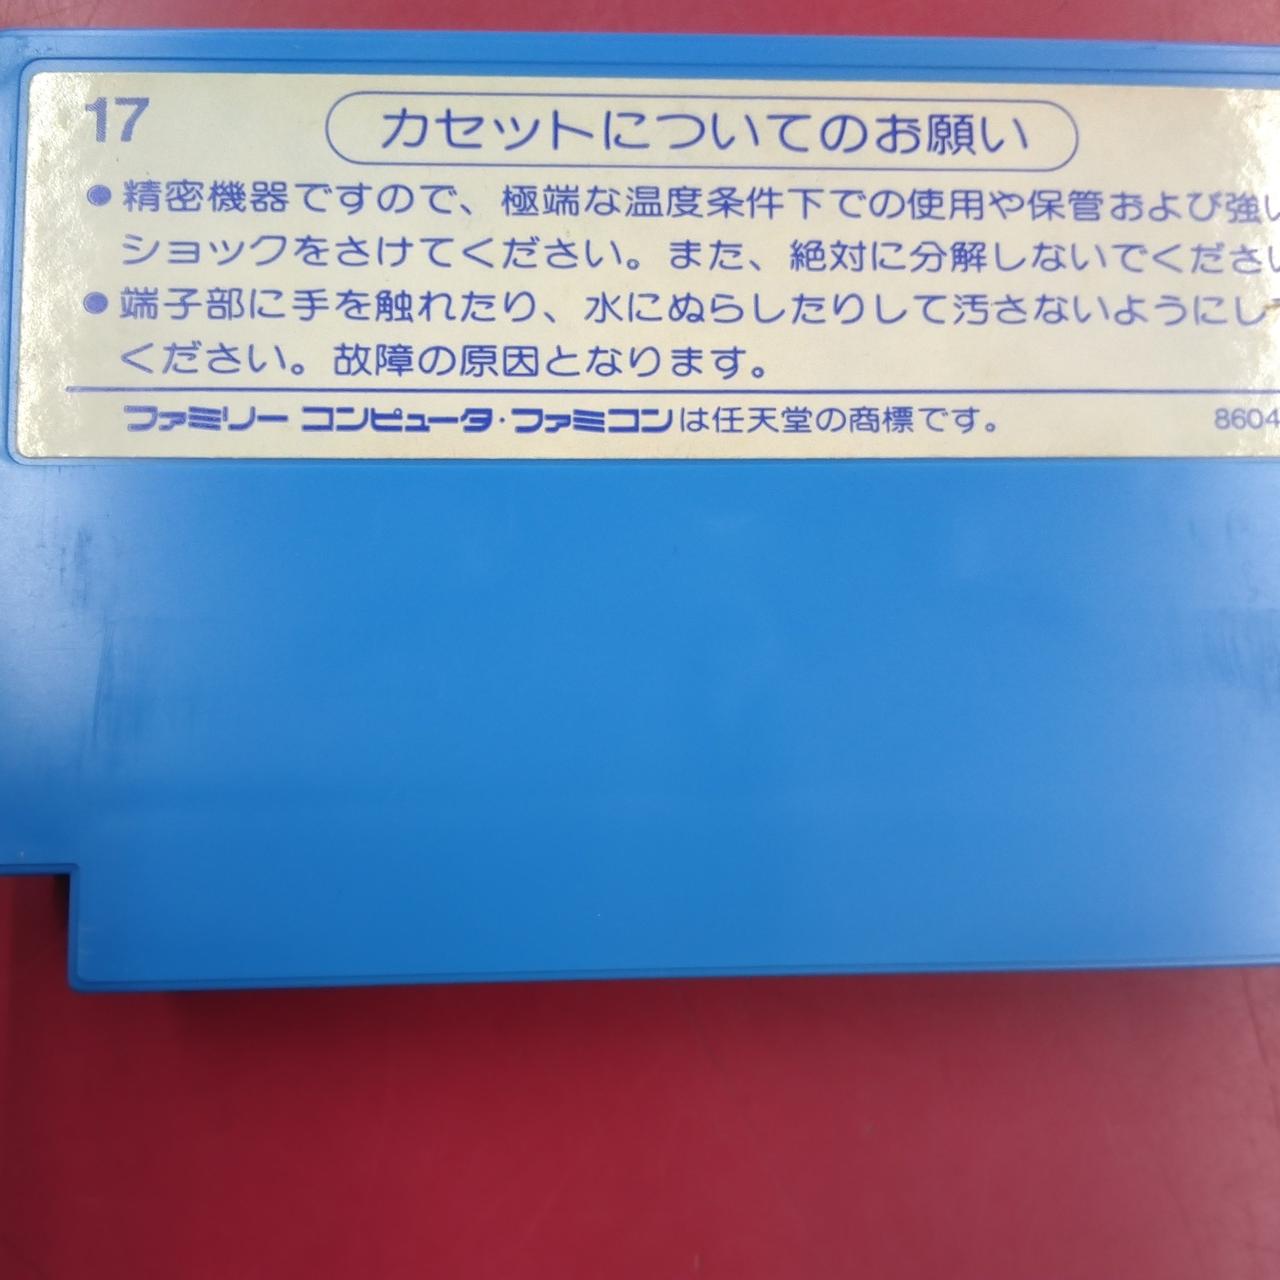 17
カセットについてのお願い
●精密機器ですので、極端な温度条件下での使用や保管および強い
ショックをさけてください。また、絶対に分解しないでください
●端子部に手を触れたり、水にぬらしたりして汚さないようにし
ください。故障の原因となります。
ファミリー コンピュータ・ファミコンは任天堂の商標です。
8604